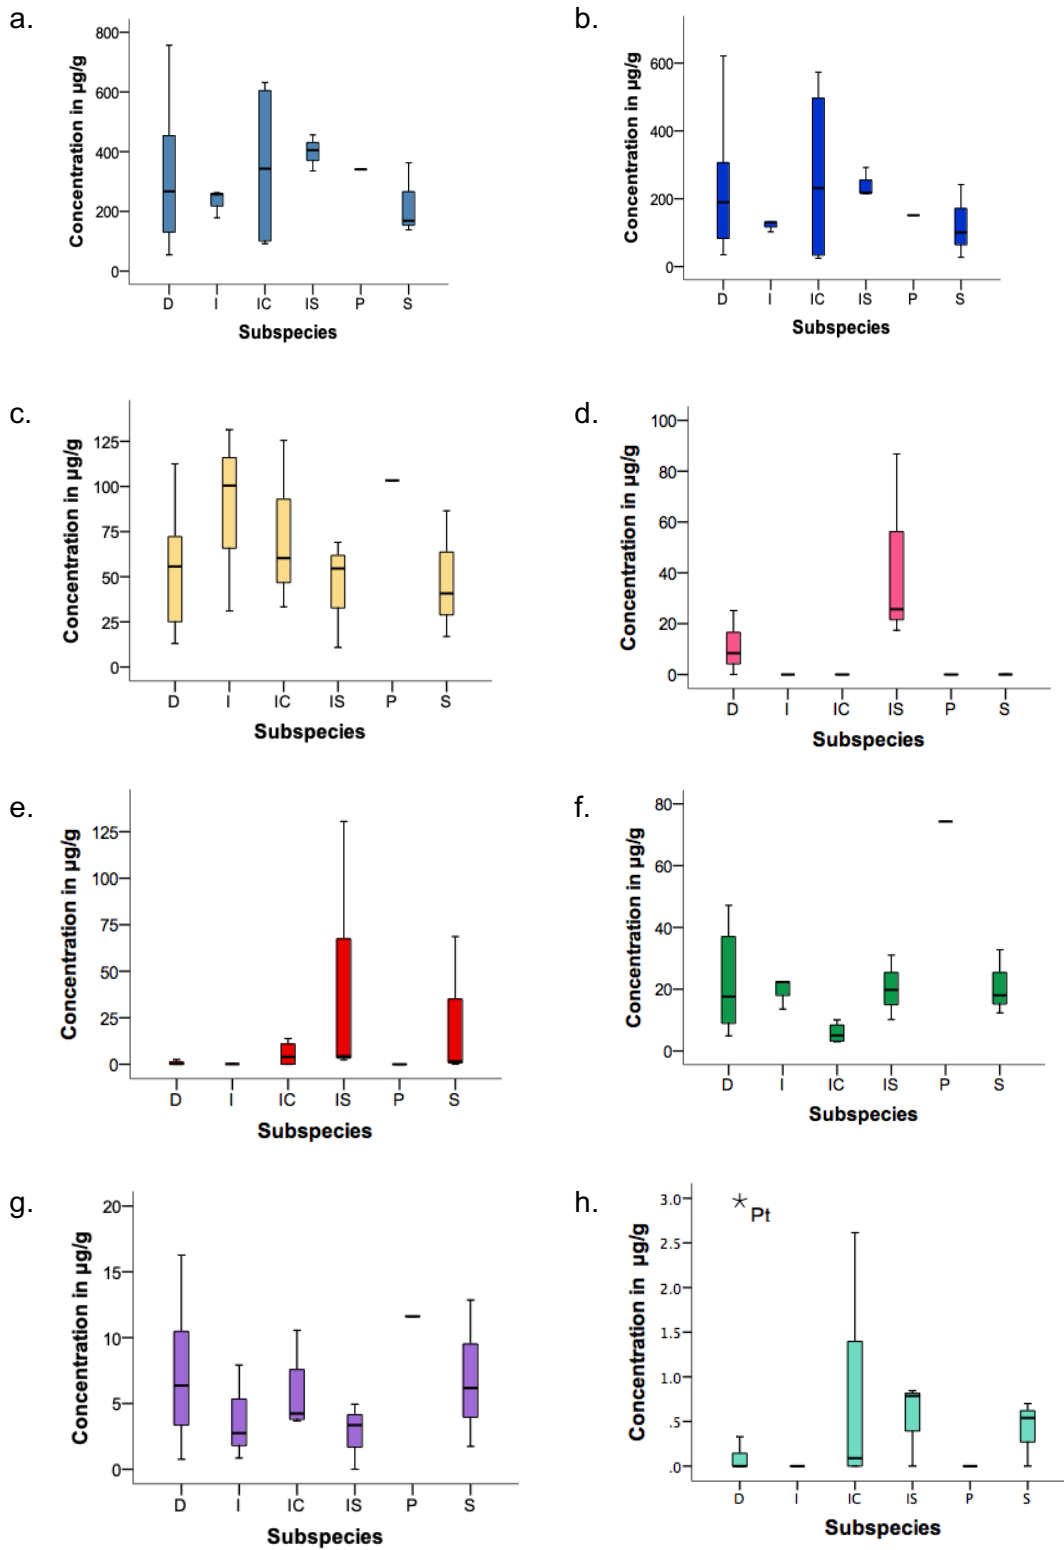 a.
Concentration in µg/g
800
600
400
200
0
D I IC IS P S
Subspecies
b.
Concentration in µg/g
600
400
200
0
D I IC IS P S
Subspecies
c.
Concentration in µg/g
125
100
75
50
25
0
D I IC IS P S
Subspecies
d.
Concentration in µg/g
100
80
60
40
20
0
D I IC IS P S
Subspecies
e.
Concentration in µg/g
125
100
75
50
25
0
D I IC IS P S
Subspecies
f.
Concentration in µg/g
80
60
40
20
0
D I IC IS P S
Subspecies
g.
Concentration in µg/g
20
15
10
5
0
D I IC IS P S
Subspecies
h.
Concentration in µg/g
3.0
Pt
2.5
2.0
1.5
1.0
.5
.0
D I IC IS P S
Subspecies